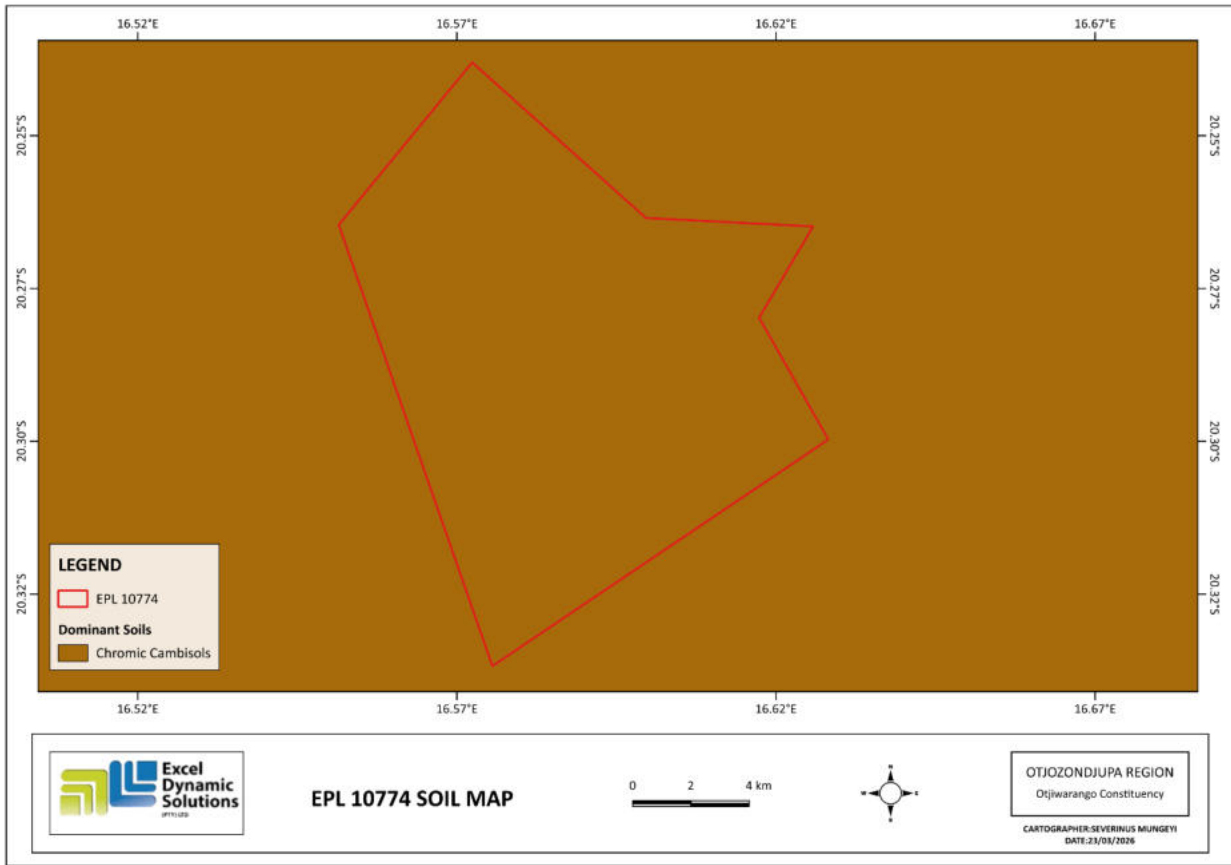 16.52°E 16.57°E 16.62°E 16.67°E
20.25°S 20.25°S
20.27°S 20.27°S
20.30°S 20.30°S
20.32°S 20.32°S
LEGEND
EPL 10774
Dominant Soils
Chromic Cambisols
16.52°E 16.57°E 16.62°E 16.67°E
Excel
Dynamic
Solutions
(PTY) LTD
EPL 10774 SOIL MAP
0 2 4 km
N
W E
S
OTJOZONDJUPA REGION
Otjiwarango Constituency
CARTOGRAPHER:SEVERINUS MUNGEYI
DATE:23/03/2026